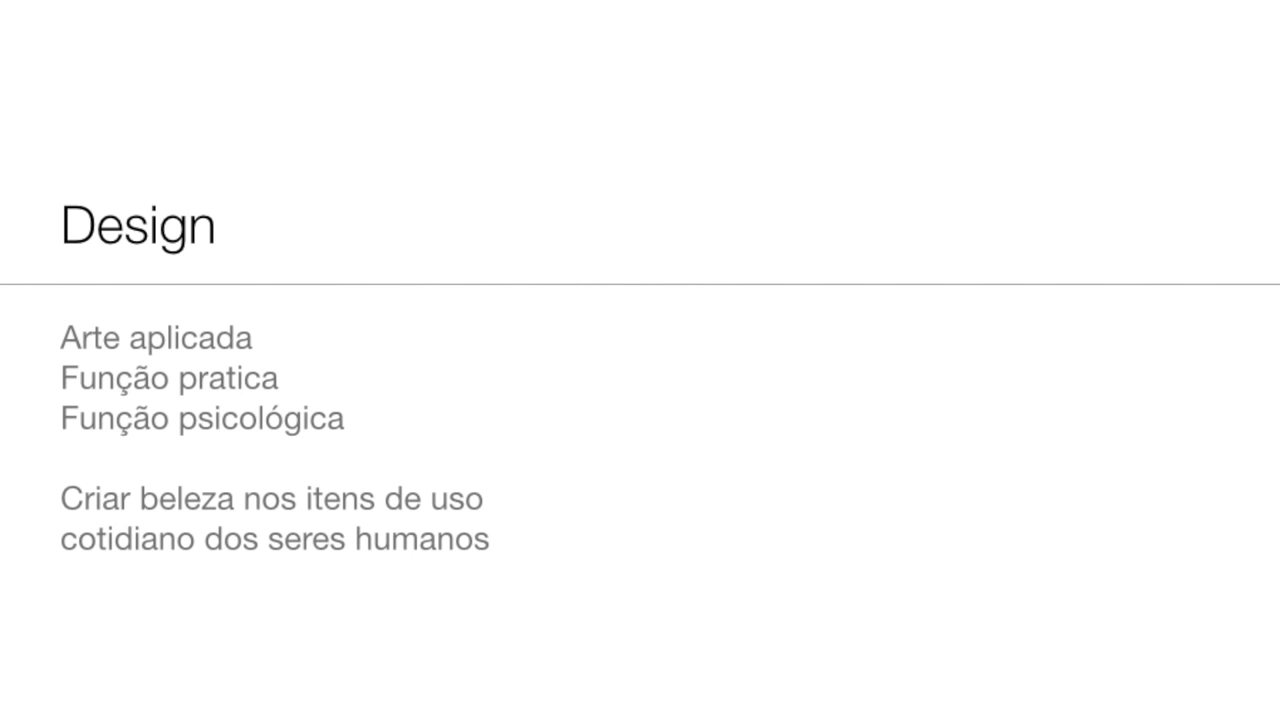 Design
Arte aplicada
Função pratica
Função psicológica
Criar beleza nos itens de uso
cotidiano dos seres humanos